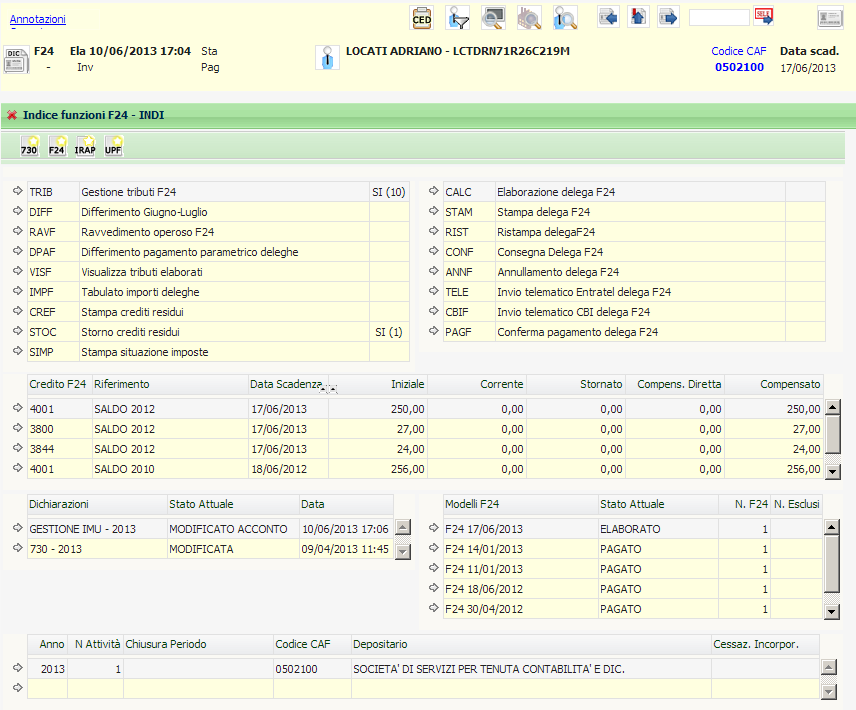 Annotazioni
CED
SELE
DIC F24 Ela 10/06/2013 17:04 Sta LOCATI ADRIANO - LCTDRN71R26C219M Codice CAF Data scad.
- Inv Pag 0502100 17/06/2013
Indice funzioni F24 - INDI
730 F24 IRAP UPF
TRIB Gestione tributi F24 SI (10) CALC Elaborazione delega F24
DIFF Differimento Giugno-Luglio STAM Stampa delega F24
RAVF Ravvedimento operoso F24 RIST Ristampa delegaF24
DPAF Differimento pagamento parametrico deleghe CONF Consegna Delega F24
VISF Visualizza tributi elaborati ANNF Annullamento delega F24
IMPF Tabulato importi deleghe TELE Invio telematico Entratel delega F24
CREF Stampa crediti residui CBIF Invio telematico CBI delega F24
STOC Storno crediti residui SI (1) PAGF Conferma pagamento delega F24
SIMP Stampa situazione imposte
Credito F24 Riferimento Data Scadenza Iniziale Corrente Stornato Compens. Diretta Compensato
4001 SALDO 2012 17/06/2013 250,00 0,00 0,00 0,00 250,00
3800 SALDO 2012 17/06/2013 27,00 0,00 0,00 0,00 27,00
3844 SALDO 2012 17/06/2013 24,00 0,00 0,00 0,00 24,00
4001 SALDO 2010 18/06/2012 256,00 0,00 0,00 0,00 256,00
Dichiarazioni Stato Attuale Data Modelli F24 Stato Attuale N. F24 N. Esclusi
GESTIONE IMU - 2013 MODIFICATO ACCONTO 10/06/2013 17:06 F24 17/06/2013 ELABORATO 1
730 - 2013 MODIFICATA 09/04/2013 11:45 F24 14/01/2013 PAGATO 1
F24 11/01/2013 PAGATO 1
F24 18/06/2012 PAGATO 1
F24 30/04/2012 PAGATO 1
Anno N Attività Chiusura Periodo Codice CAF Depositario Cessaz. Incorpor.
2013 1 0502100 SOCIETA' DI SERVIZI PER TENUTA CONTABILITA' E DIC.